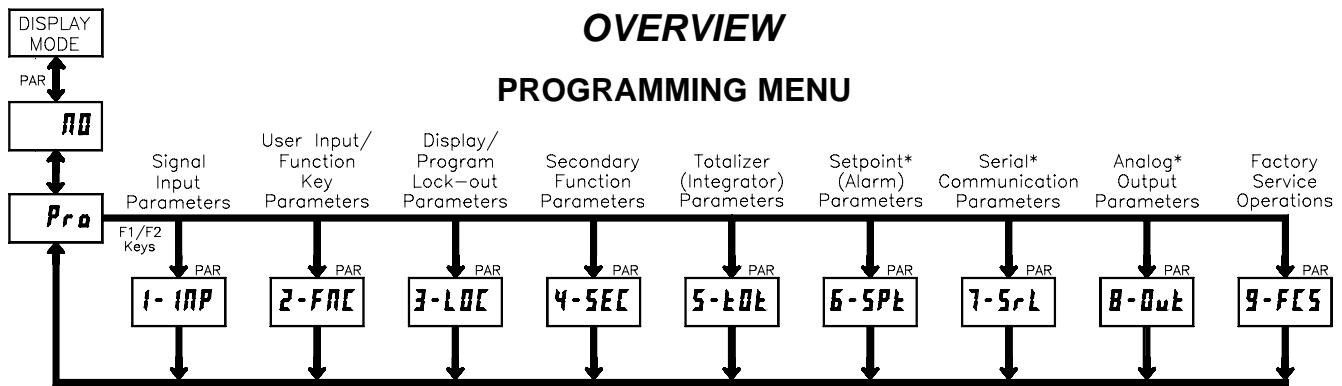 OVERVIEW
PROGRAMMING MENU
DISPLAY
MODE
PAR
NO
Pro
F1/F2
Keys
Signal
Input
Parameters
User Input/
Function
Key
Parameters
Display/
Program
Lock-out
Parameters
Secondary
Function
Parameters
Totalizer
(Integrator)
Parameters
Setpoint*
(Alarm)
Parameters
Serial*
Communication
Parameters
Analog*
Output
Parameters
Factory
Service
Operations
PAR
PAR
PAR
PAR
PAR
PAR
PAR
PAR
PAR
1-INP
2-FNC
3-LOC
4-SEC
5-tOt
6-SPt
7-SrL
8-Out
9-FCS